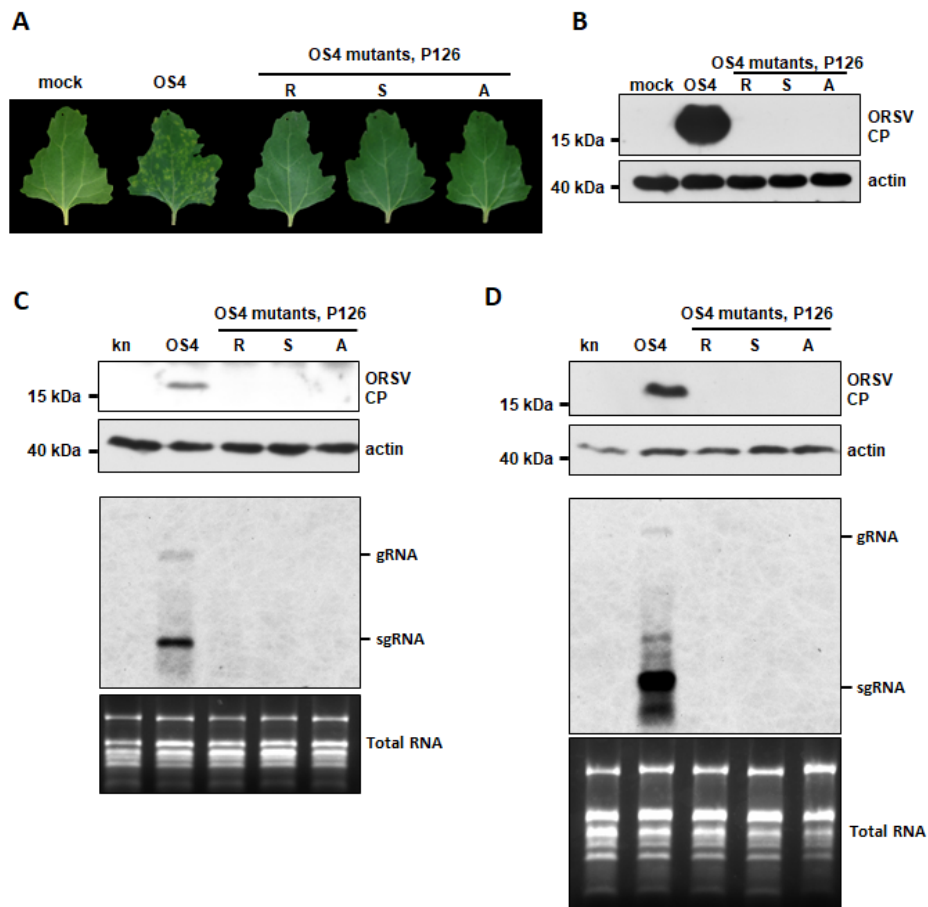 A
OS4 mutants, P126
mock OS4 R S A
B
OS4 mutants, P126
mock OS4 R S A
ORSV
CP
15 kDa
actin
40 kDa
C
OS4 mutants, P126
kn OS4 R S A
ORSV
CP
15 kDa
actin
40 kDa
gRNA
sgRNA
Total RNA
D
OS4 mutants, P126
kn OS4 R S A
ORSV
CP
15 kDa
actin
40 kDa
gRNA
sgRNA
Total RNA